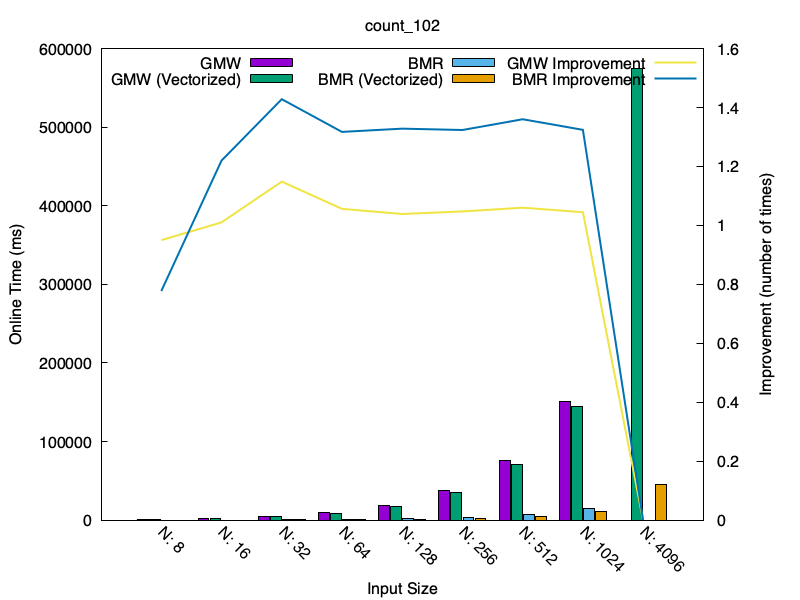 count_102
GMW
GMW (Vectorized)
BMR
BMR (Vectorized)
GMW Improvement
BMR Improvement
600000
500000
400000
300000
200000
100000
0
Online Time (ms)
1.6
1.4
1.2
1
0.8
0.6
0.4
0.2
0
Improvement (number of times)
N: 8
N: 16
N: 32
N: 64
N: 128
N: 256
N: 512
N: 1024
N: 4096
Input Size